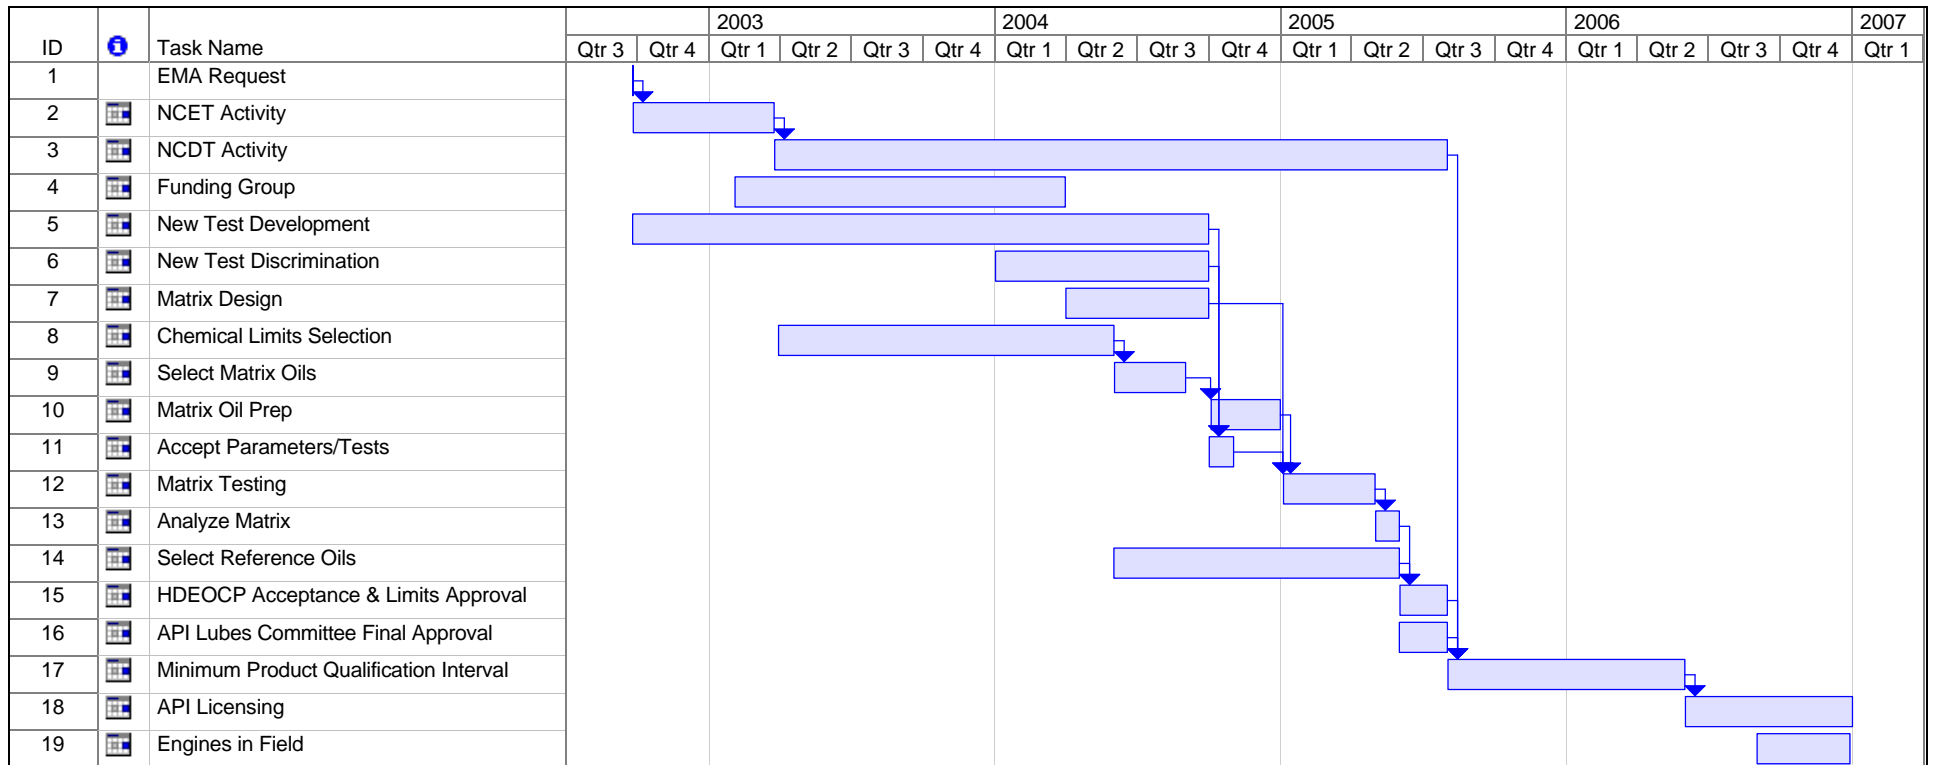 2003 2004 2005 2006 2007
ID Task Name Qtr 3 Qtr 4 Qtr 1 Qtr 2 Qtr 3 Qtr 4 Qtr 1 Qtr 2 Qtr 3 Qtr 4 Qtr 1 Qtr 2 Qtr 3 Qtr 4 Qtr 1 Qtr 2 Qtr 3 Qtr 4 Qtr 1
1 EMA Request
2 NCET Activity
3 NCDT Activity
4 Funding Group
5 New Test Development
6 New Test Discrimination
7 Matrix Design
8 Chemical Limits Selection
9 Select Matrix Oils
10 Matrix Oil Prep
11 Accept Parameters/Tests
12 Matrix Testing
13 Analyze Matrix
14 Select Reference Oils
15 HDEOCP Acceptance & Limits Approval
16 API Lubes Committee Final Approval
17 Minimum Product Qualification Interval
18 API Licensing
19 Engines in Field